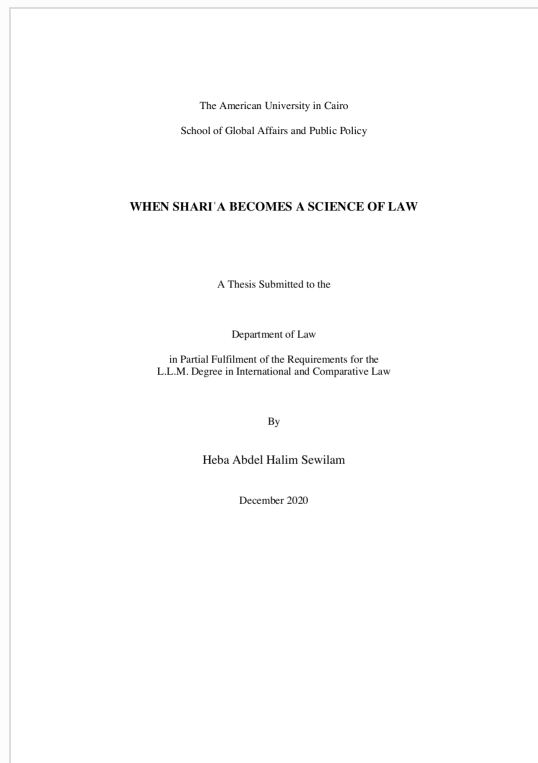 The American University in Cairo
School of Global Affairs and Public Policy
WHEN SHARIʿA BECOMES A SCIENCE OF LAW
A Thesis Submitted to the
Department of Law
in Partial Fulfilment of the Requirements for the
L.L.M. Degree in International and Comparative Law
By
Heba Abdel Halim Sewilam
December 2020